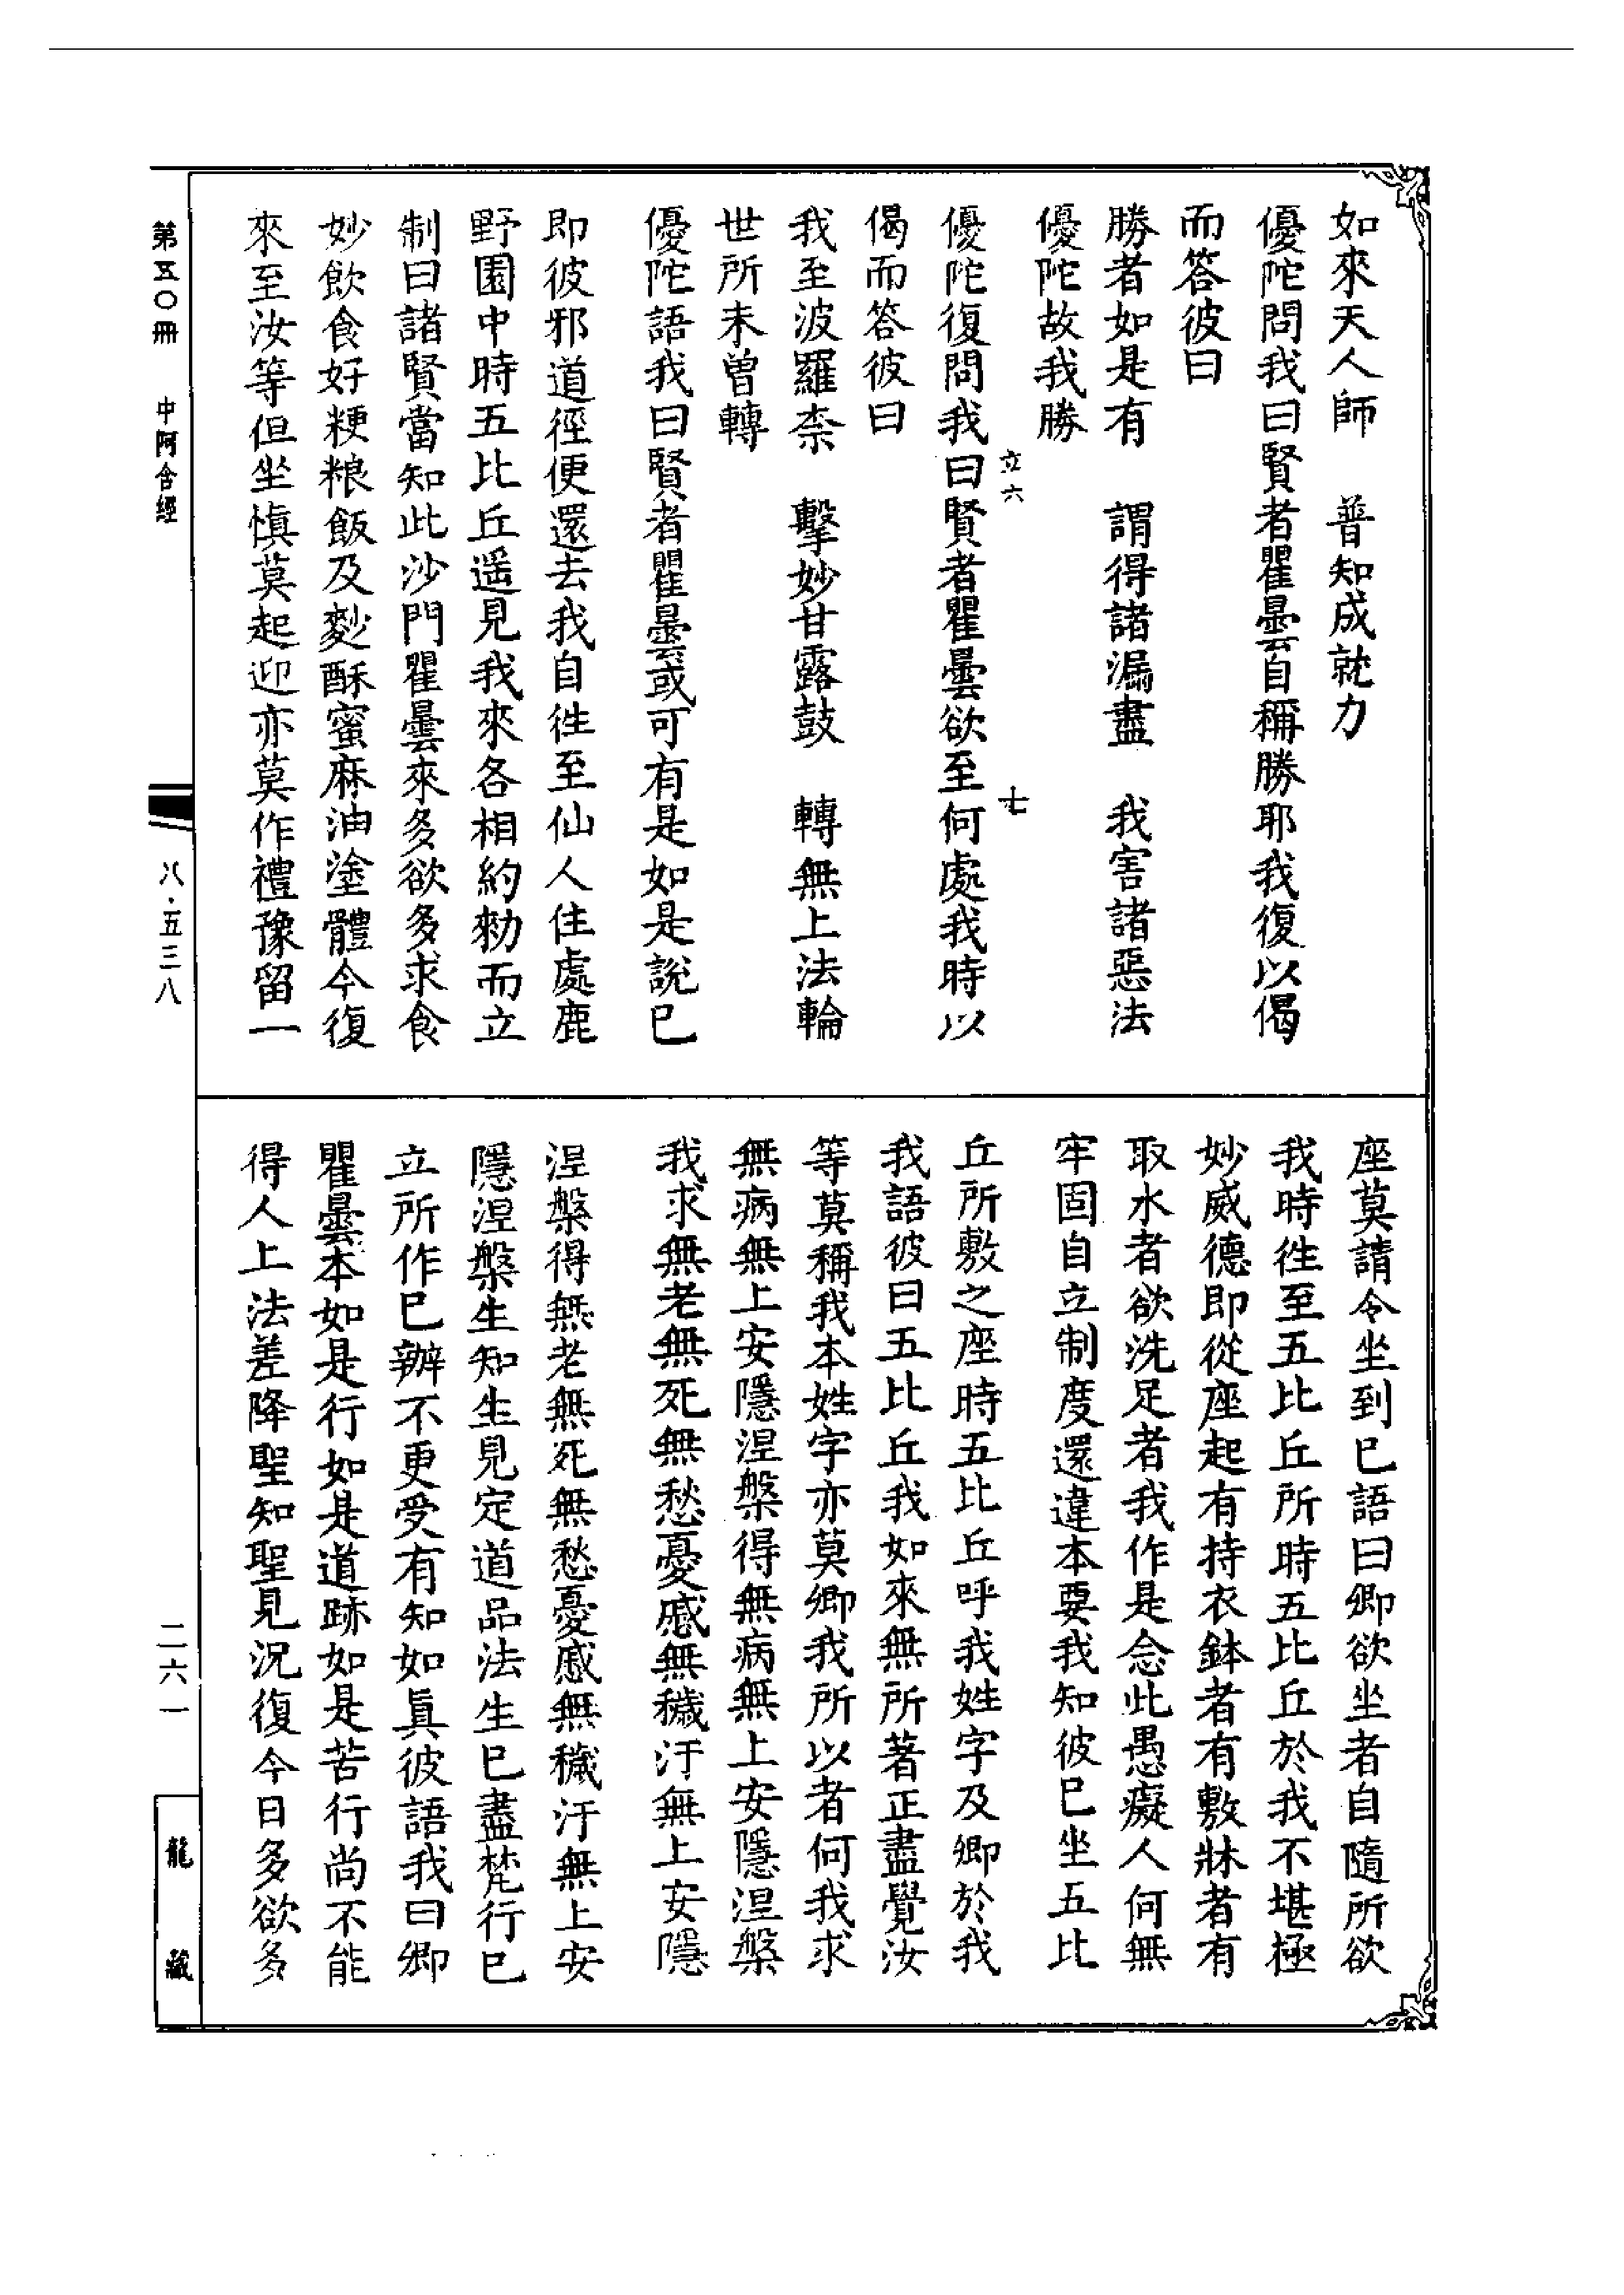 如來天人師　普知成就力
優陀問我曰賢者瞿曇自稱勝耶我復以偈
而答彼曰
勝者如是有　謂得諸漏盡　我害諸惡法
優陀故我勝
立六
七
優陀復問我曰賢者瞿曇欲至何處我時以
偈而答彼曰
我至波羅柰　擊妙甘露鼓　轉無上法輪
世所未曾轉
優陀語我曰賢者瞿曇或可有是如是說已
即彼邪道徑便還去我自徃至仙人住處鹿
野園中時五比丘遥見我來各相約勑而立
制曰諸賢當知此沙門瞿曇來多欲多求食
妙飲食好粳粮飯及麨酥蜜麻油塗體今復
來至汝等但坐愼莫起迎亦莫作禮豫留一
座莫請令坐到已語曰卿欲坐者自隨所欲
我時徃至五比丘所時五比丘於我不堪極
妙威德即從座起有持衣鉢者有敷牀者有
取水者欲洗足者我作是念此愚癡人何無
牢固自立制度還違本要我知彼已坐五比
丘所敷之座時五比丘呼我姓字及卿於我
我語彼曰五比丘我如來無所著正盡覺汝
等莫稱我本姓字亦莫卿我所以者何我求
無病無上安隱涅槃得無病無上安隱涅槃
我求無老無死無愁憂慼無穢汙無上安隱
涅槃得無老無死無愁憂慼無穢汙無上安
隱涅槃生知生見定道品法生已盡梵行已
立所作已辦不更受有知如眞彼語我曰卿
瞿曇本如是行如是道跡如是苦行尚不能
得人上法差降聖知聖見況復今日多欲多
第五〇冊　中阿含經
八·五三八
二六一
龍藏